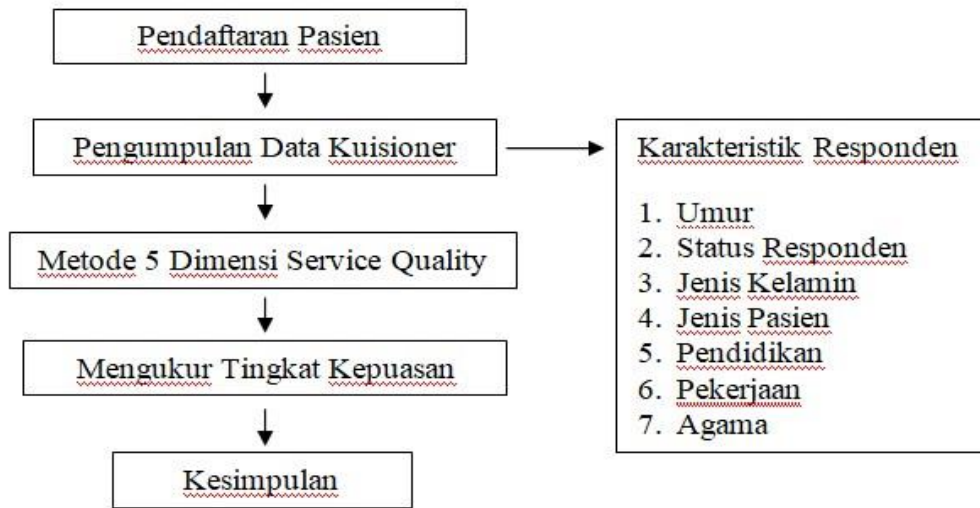 Pendaftaran Pasien
Pengumpulan Data Kuisioner
Metode 5 Dimensi Service Quality
Mengukur Tingkat Kepuasan
Kesimpulan
Karakteristik Responden
1. Umur
2. Status Responden
3. Jenis Kelamin
4. Jenis Pasien
5. Pendidikan
6. Pekerjaan
7. Agama